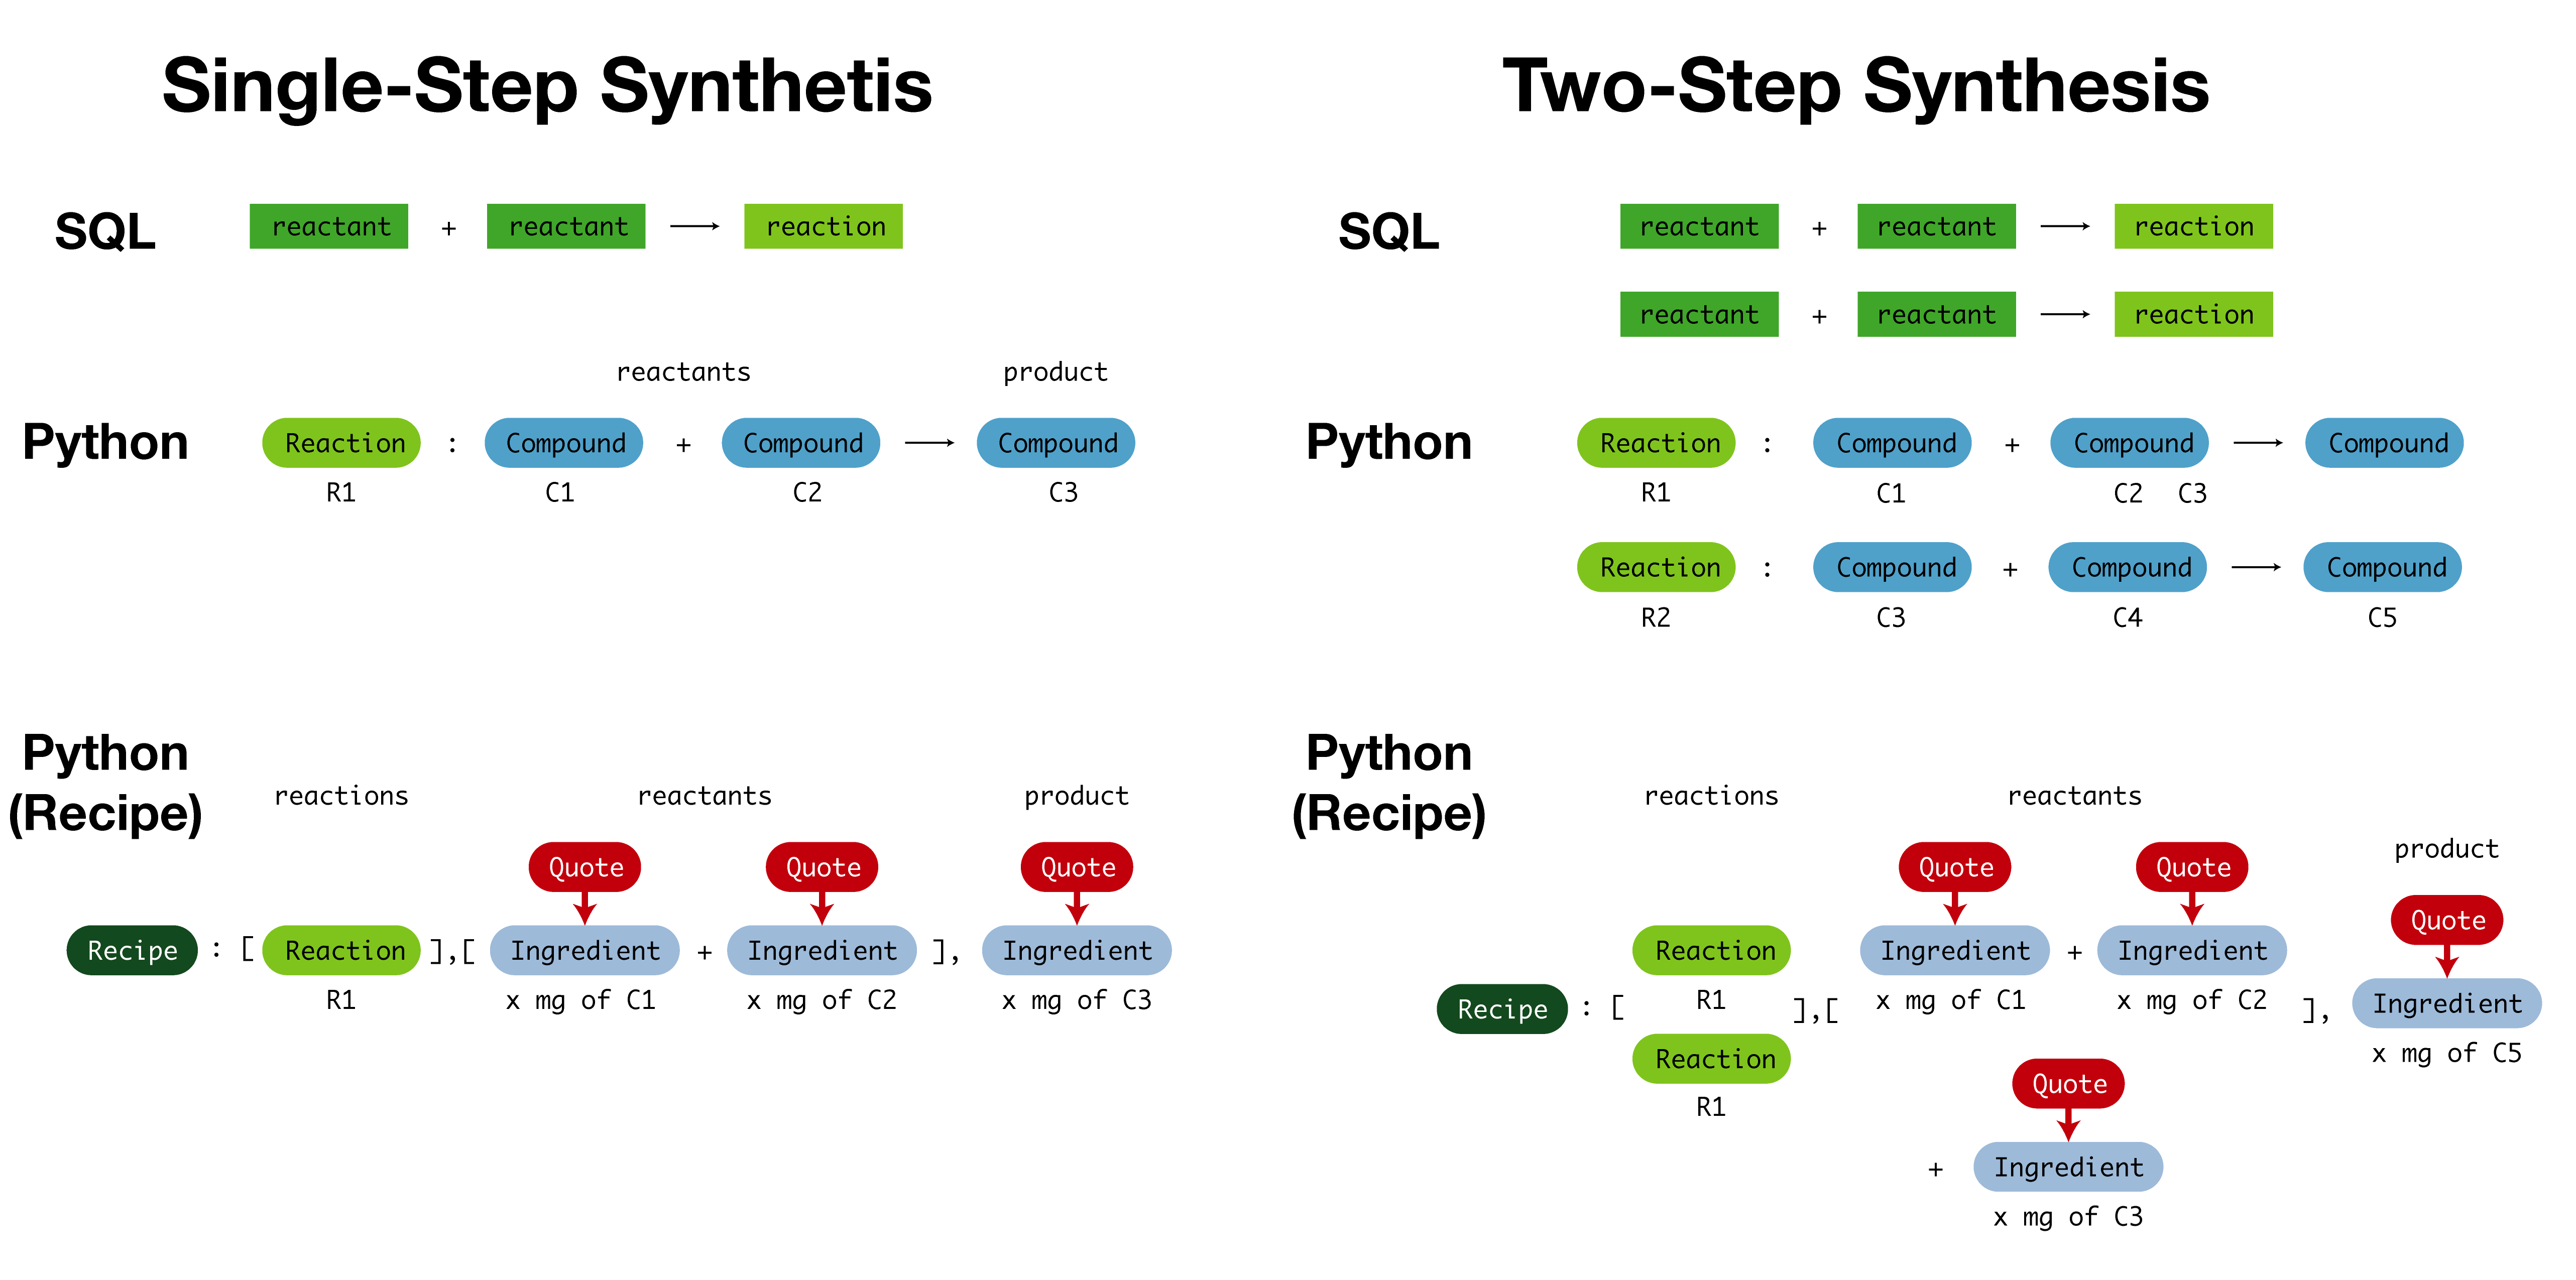 Single-Step Synthetis
SQL
reactant + reactant → reaction
reactants product
Python
Reaction : Compound + Compound → Compound
R1 C1 C2 C3
Python
(Recipe)
reactions reactants product
Quote Quote Quote
Recipe : [ Reaction ],[ Ingredient + Ingredient ], Ingredient
R1 x mg of C1 x mg of C2 x mg of C3
Two-Step Synthesis
SQL
reactant + reactant → reaction
reactant + reactant → reaction
Python
Reaction : Compound + Compound → Compound
R1 C1 C2 C3
Reaction : Compound + Compound → Compound
R2 C3 C4 C5
Python
(Recipe)
reactions reactants
product
Quote Quote
Quote
Reaction Ingredient + Ingredient
R1 x mg of C1 x mg of C2
Recipe : [ ],[ ], Ingredient
x mg of C5
Reaction
R1
Quote
+ Ingredient
x mg of C3